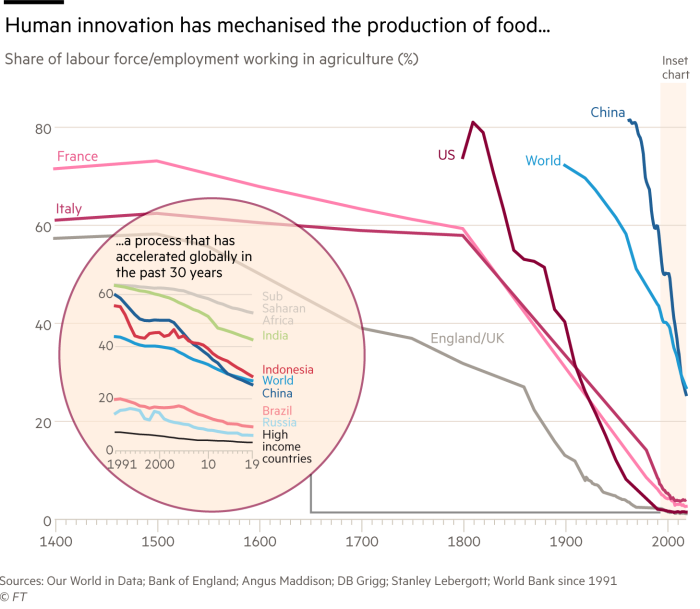 Human innovation has mechanised the production of food...
Share of labour force/employment working in agriculture (%)
Inset
chart
China
80
US
World
France
Italy
60
...a process that has
accelerated globally in
the past 30 years
60
Sub
Saharan
Africa
India
40
England/UK
40
Indonesia
World
China
20
Brazil
Russia
High
income
countries
20
0
1991 2000 10 19
0
1400 1500 1600 1700 1800 1900 2000
Sources: Our World in Data; Bank of England; Angus Maddison; DB Grigg; Stanley Lebergott; World Bank since 1991
© FT